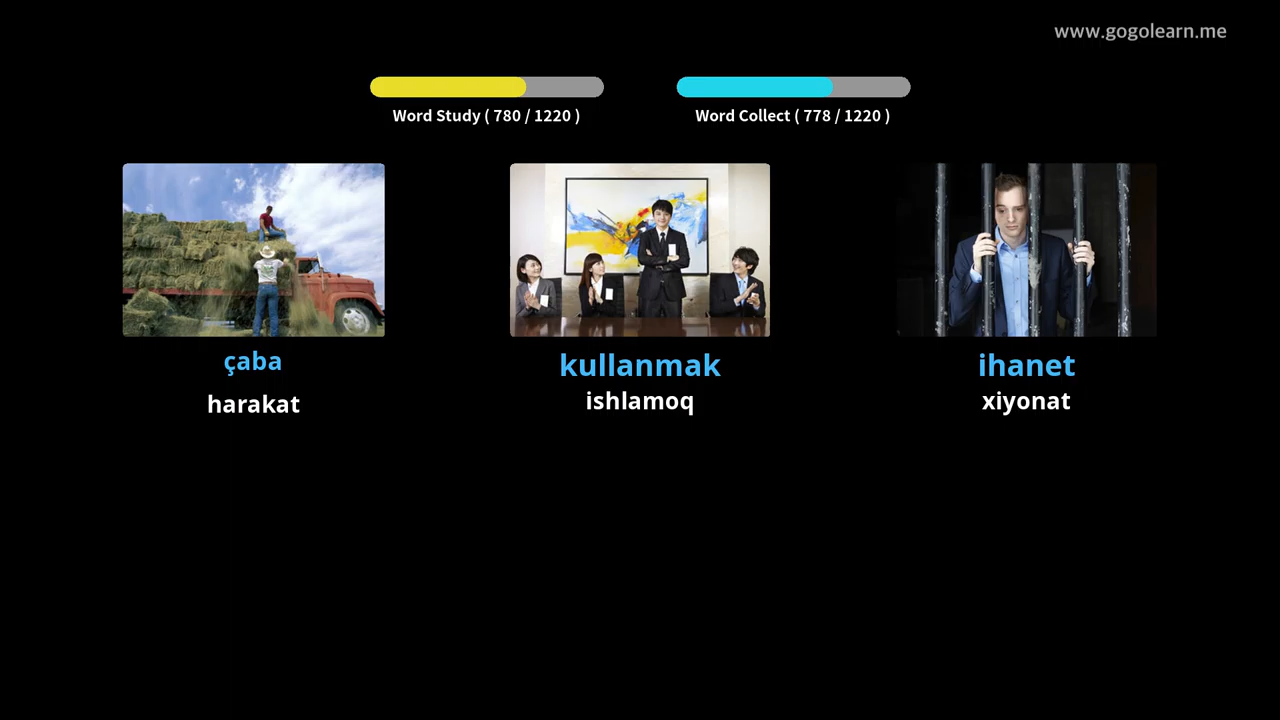 www.gogolearn.me
Word Study ( 780 / 1220 )
Word Collect ( 778 / 1220 )
çaba
harakat
kullanmak
ishlamoq
ihanet
xiyonat